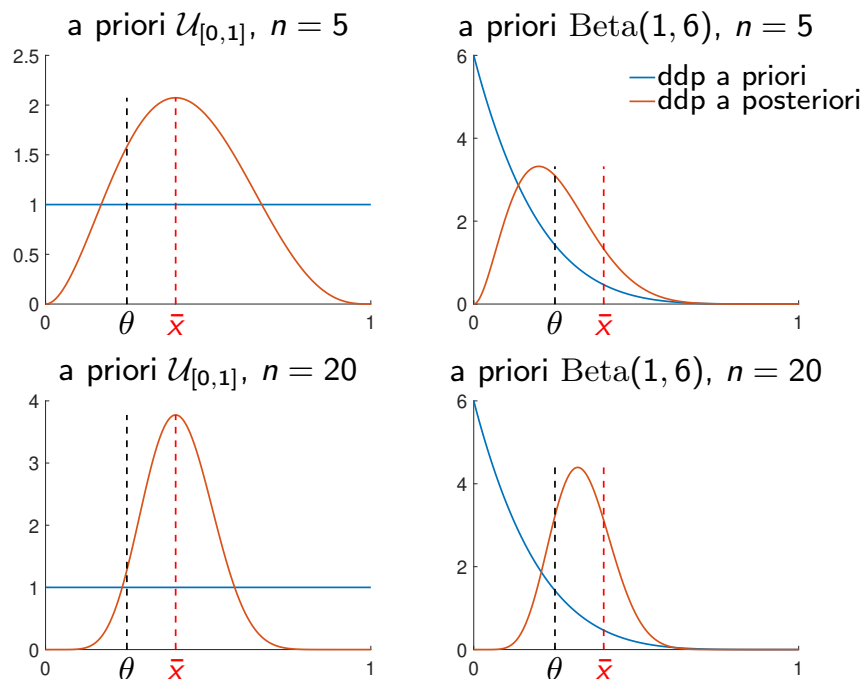 a priori 𝒰[0,1], n = 5
2.5
2
1.5
1
0.5
0
0
θ
x̄
1
a priori Beta(1, 6), n = 5
ddp a priori
ddp a posteriori
6
4
2
0
0
θ
x̄
1
a priori 𝒰[0,1], n = 20
4
3
2
1
0
0
θ
x̄
1
a priori Beta(1, 6), n = 20
6
4
2
0
0
θ
x̄
1